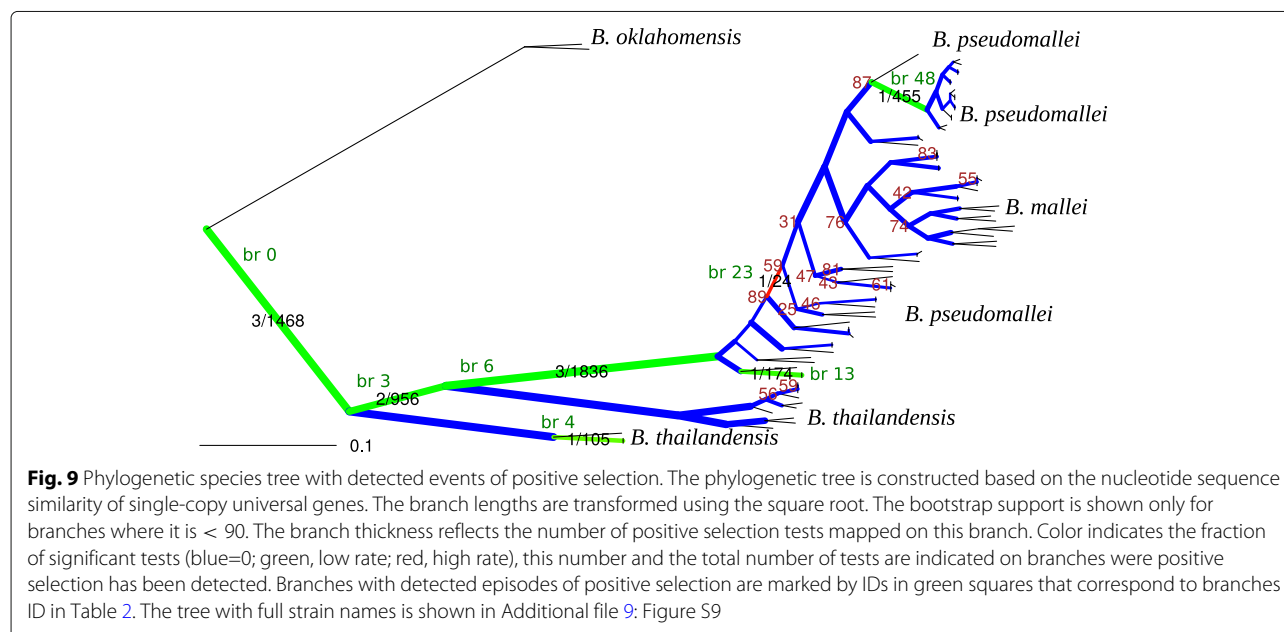 B. oklahomensis
B. pseudomallei
87
br 48
1/455
B. pseudomallei
83
55
42
B. mallei
31
76
74
br 0
br 23
59
1/24
47
81
43
61
89
25
46
B. pseudomallei
3/1468
br 6
3/1836
1/174
br 13
br 3
2/956
56
59
br 4
B. thailandensis
1/105
B. thailandensis
0.1
Fig. 9 Phylogenetic species tree with detected events of positive selection. The phylogenetic tree is constructed based on the nucleotide sequence
similarity of single-copy universal genes. The branch lengths are transformed using the square root. The bootstrap support is shown only for
branches where it is < 90. The branch thickness reflects the number of positive selection tests mapped on this branch. Color indicates the fraction
of significant tests (blue=0; green, low rate; red, high rate), this number and the total number of tests are indicated on branches were positive
selection has been detected. Branches with detected episodes of positive selection are marked by IDs in green squares that correspond to branches
ID in Table 2. The tree with full strain names is shown in Additional file 9: Figure S9